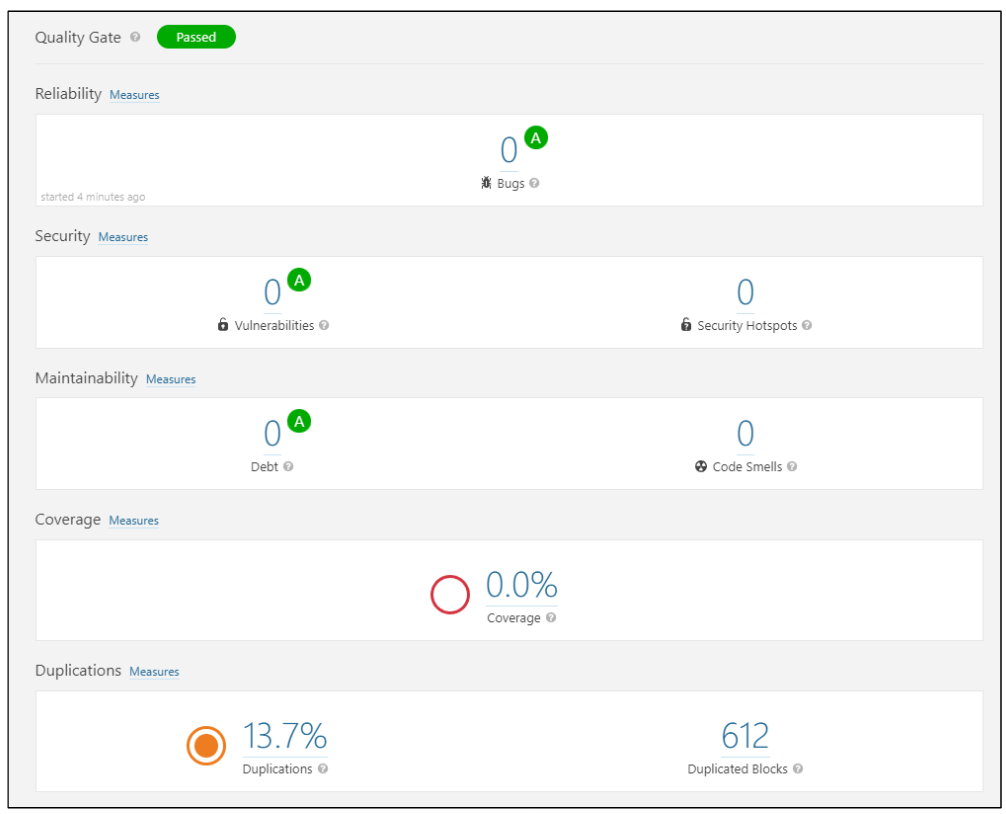 Quality Gate Passed
Reliability Measures
0 A
Bugs
started 4 minutes ago
Security Measures
0 A 0
Vulnerabilities Security Hotspots
Maintainability Measures
0 A 0
Debt Code Smells
Coverage Measures
0.0%
Coverage
Duplications Measures
13.7% 612
Duplications Duplicated Blocks